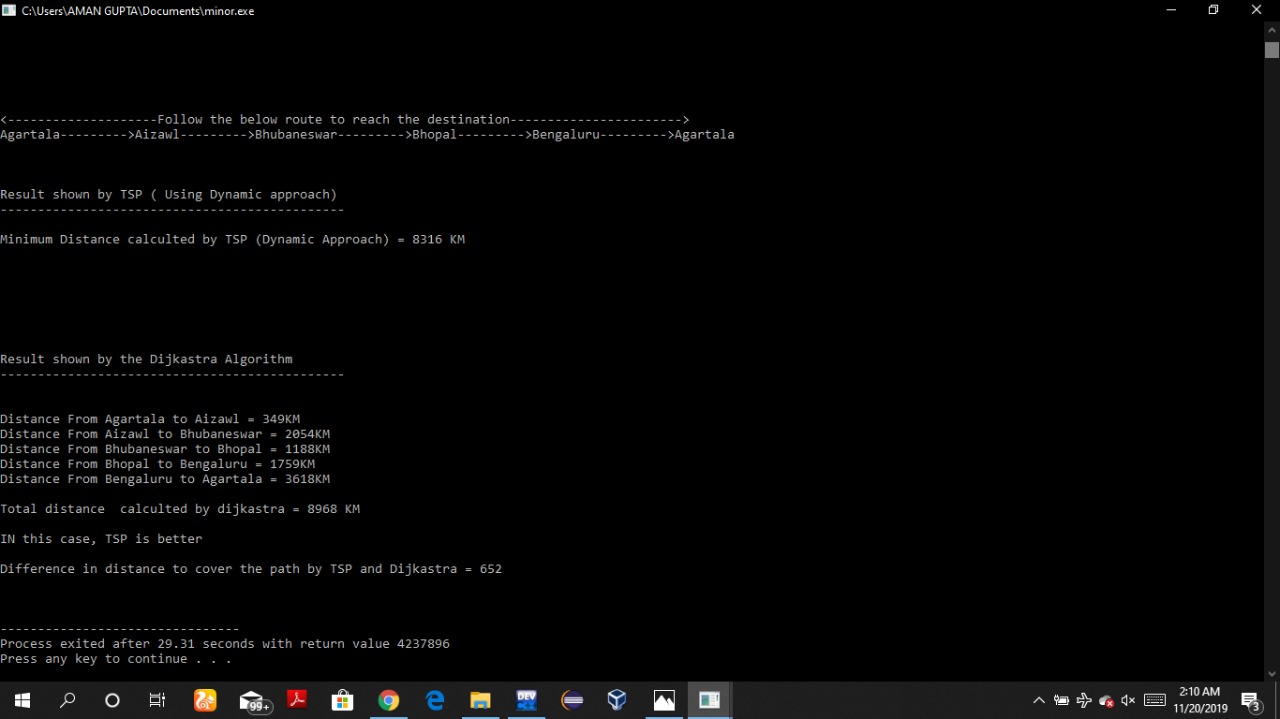 C:\Users\AMAN GUPTA\Documents\minor.exe
<--------------------Follow the below route to reach the destination----------------------->
Agartala--------->Aizawl--------->Bhubaneswar--------->Bhopal--------->Bengaluru--------->Agartala
Result shown by TSP ( Using Dynamic approach)
----------------------------------------------
Minimum Distance calculted by TSP (Dynamic Approach) = 8316 KM
Result shown by the Dijkastra Algorithm
----------------------------------------------
Distance From Agartala to Aizawl = 349KM
Distance From Aizawl to Bhubaneswar = 2054KM
Distance From Bhubaneswar to Bhopal = 1188KM
Distance From Bhopal to Bengaluru = 1759KM
Distance From Bengaluru to Agartala = 3618KM
Total distance  calculted by dijkastra = 8968 KM
IN this case, TSP is better
Difference in distance to cover the path by TSP and Dijkastra = 652
--------------------------------
Process exited after 29.31 seconds with return value 4237896
Press any key to continue . . .
99+
DEV
2:10 AM
11/20/2019
3